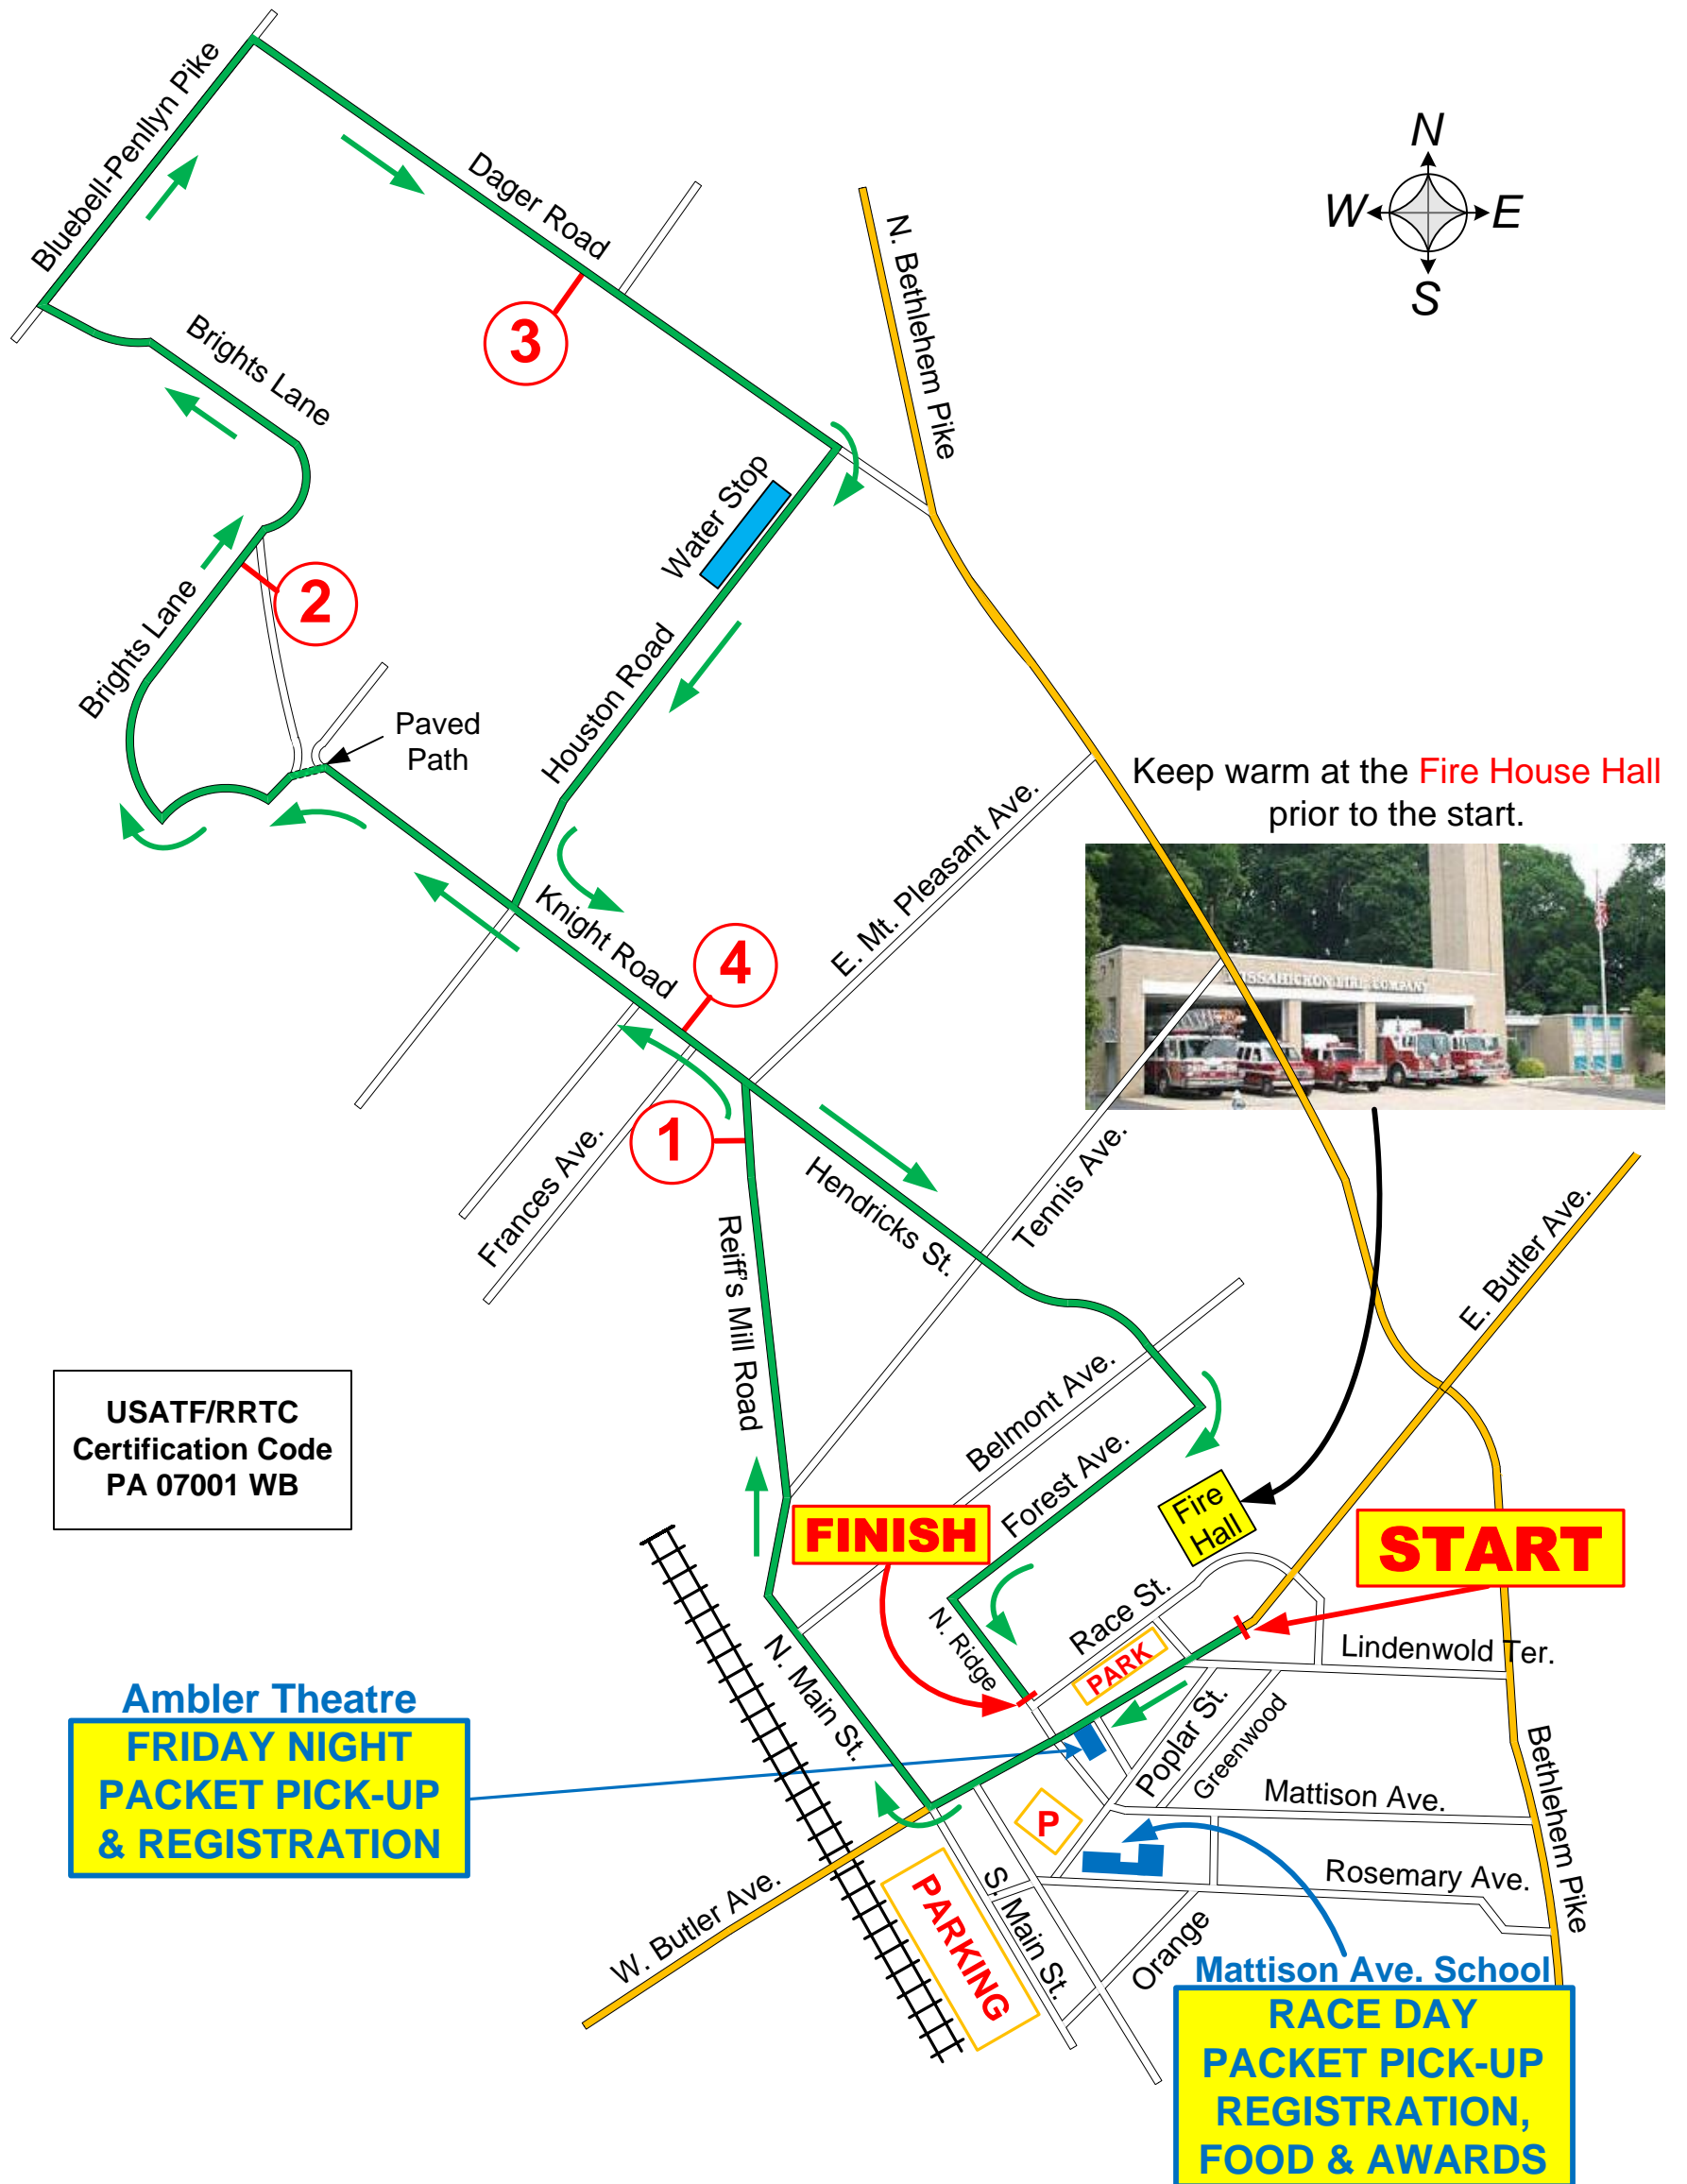 Bluebell-Penllyn Pike
Dager Road
N. Bethlehem Pike
N
W
E
S
3
Brights Lane
Water Stop
2
Brights Lane
Houston Road
Paved
Path
Keep warm at the Fire House Hall
prior to the start.
WISSAHICKON FIRE COMPANY
E. Mt. Pleasant Ave.
Knight Road
4
1
Frances Ave.
Hendricks St.
Tennis Ave.
E. Butler Ave.
Reiff's Mill Road
Belmont Ave.
Forest Ave.
USATF/RRTC
Certification Code
PA 07001 WB
Fire
Hall
FINISH
START
N. Ridge
Race St.
PARK
Lindenwold Ter.
N. Main St.
Poplar St.
Greenwood
Ambler Theatre
FRIDAY NIGHT
PACKET PICK-UP
& REGISTRATION
Mattison Ave.
P
Bethlehem Pike
Rosemary Ave.
W. Butler Ave.
PARKING
S. Main St.
Orange
Mattison Ave. School
RACE DAY
PACKET PICK-UP
REGISTRATION,
FOOD & AWARDS